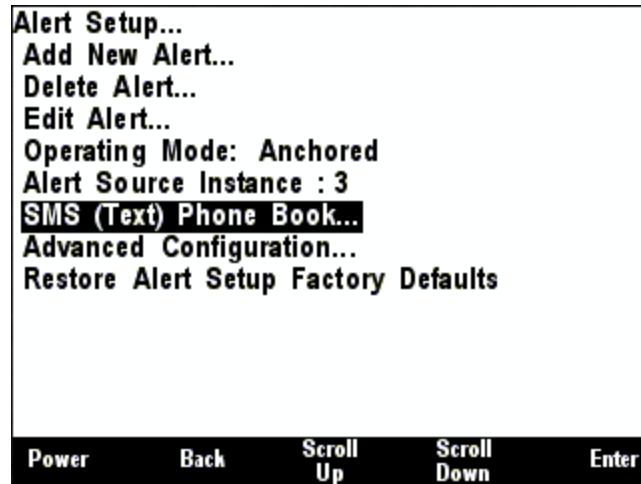 Alert Setup...
Add New Alert...
Delete Alert...
Edit Alert...
Operating Mode: Anchored
Alert Source Instance : 3
SMS (Text) Phone Book...
Advanced Configuration...
Restore Alert Setup Factory Defaults
Power Back Scroll Up Scroll Down Enter